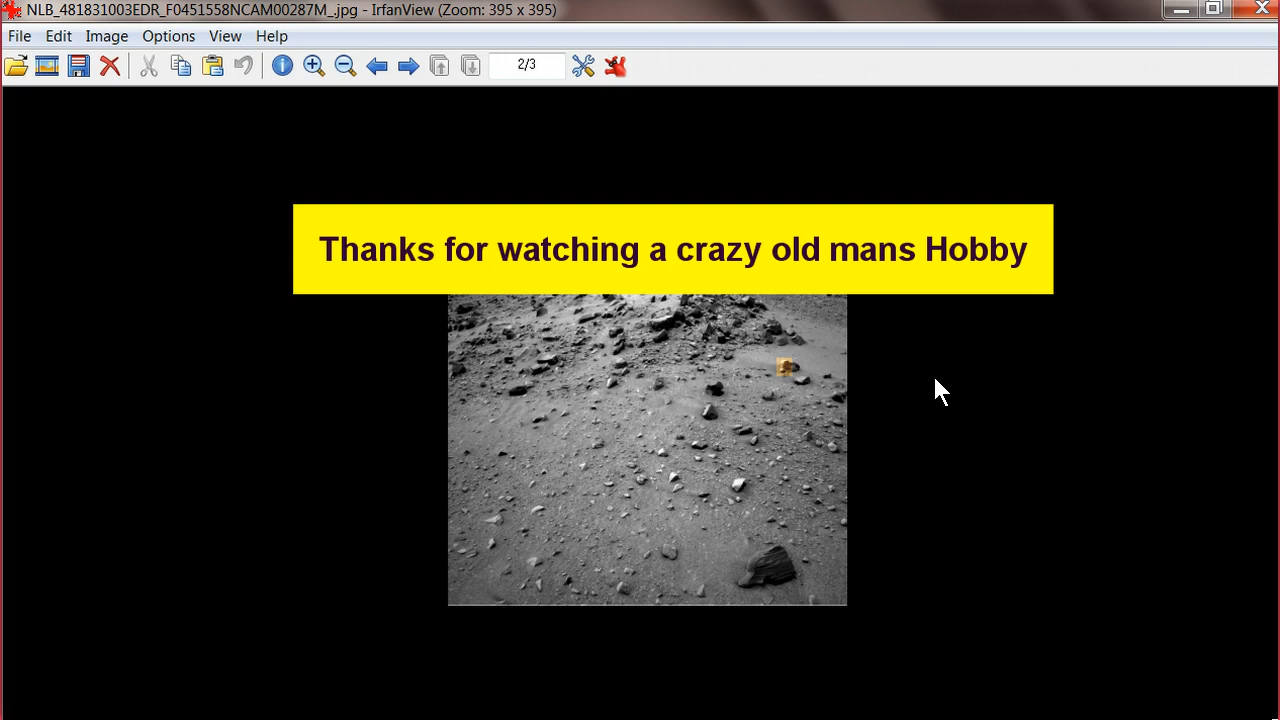 NLB_481831003EDR_F0451558NCAM00287M_.jpg - IrfanView (Zoom: 395 x 395)
File Edit Image Options View Help
2/3
Thanks for watching a crazy old mans Hobby